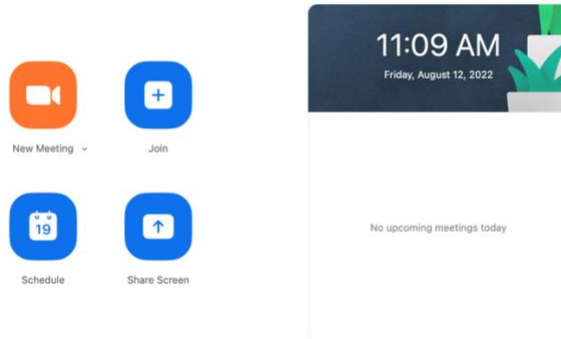 New Meeting
Join
19
Schedule
Share Screen
11:09 AM
Friday, August 12, 2022
No upcoming meetings today